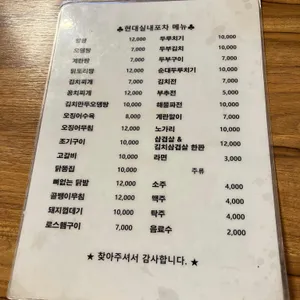 ♣현대실내포차 메뉴♣
짬뽕 12,000
오뎅탕 7,000
계란찜 7,000
닭도리탕 12,000
김치찌개 7,000
꽁치찌개 12,000
김치만두오뎅탕 10,000
오징어수육 8,000
오징어무침 12,000
조기구이 10,000
고갈비 10,000
닭똥집 10,000
뼈없는 닭발 12,000
골뱅이무침 12,000
돼지껍데기 10,000
로스햄구이 7,000
두루치기 10,000
두부김치 10,000
두부구이 7,000
순대두루치기 10,000
김치전 7,000
부추전 5,000
해물파전 10,000
계란말이 7,000
노가리 10,000
삼겹살 &
김치삼겹살 한판 12,000
라면 3,000
주류
소주 4,000
맥주 4,000
탁주 4,000
음료수 2,000
★ 찾아주셔서 감사합니다. ★